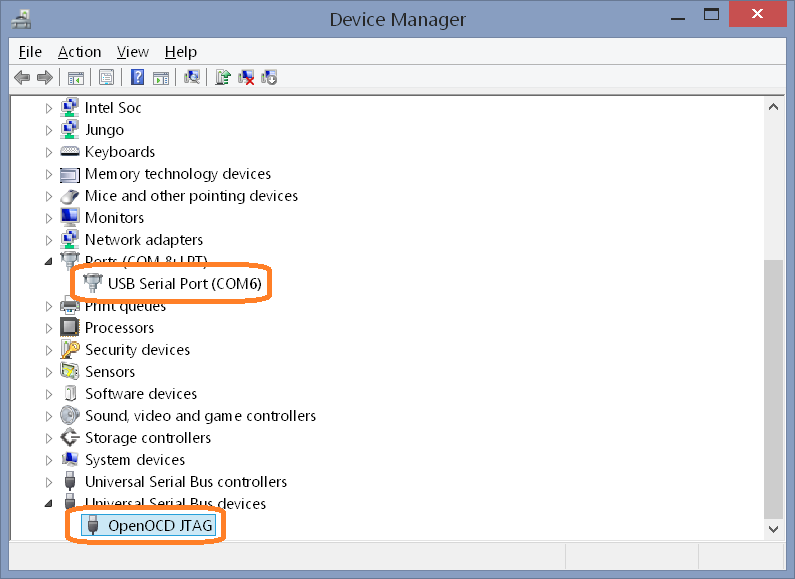 Device Manager
File Action View Help
Intel Soc
Jungo
Keyboards
Memory technology devices
Mice and other pointing devices
Monitors
Network adapters
Ports (COM & LPT)
USB Serial Port (COM6)
Print queues
Processors
Security devices
Sensors
Software devices
Sound, video and game controllers
Storage controllers
System devices
Universal Serial Bus controllers
Universal Serial Bus devices
OpenOCD JTAG